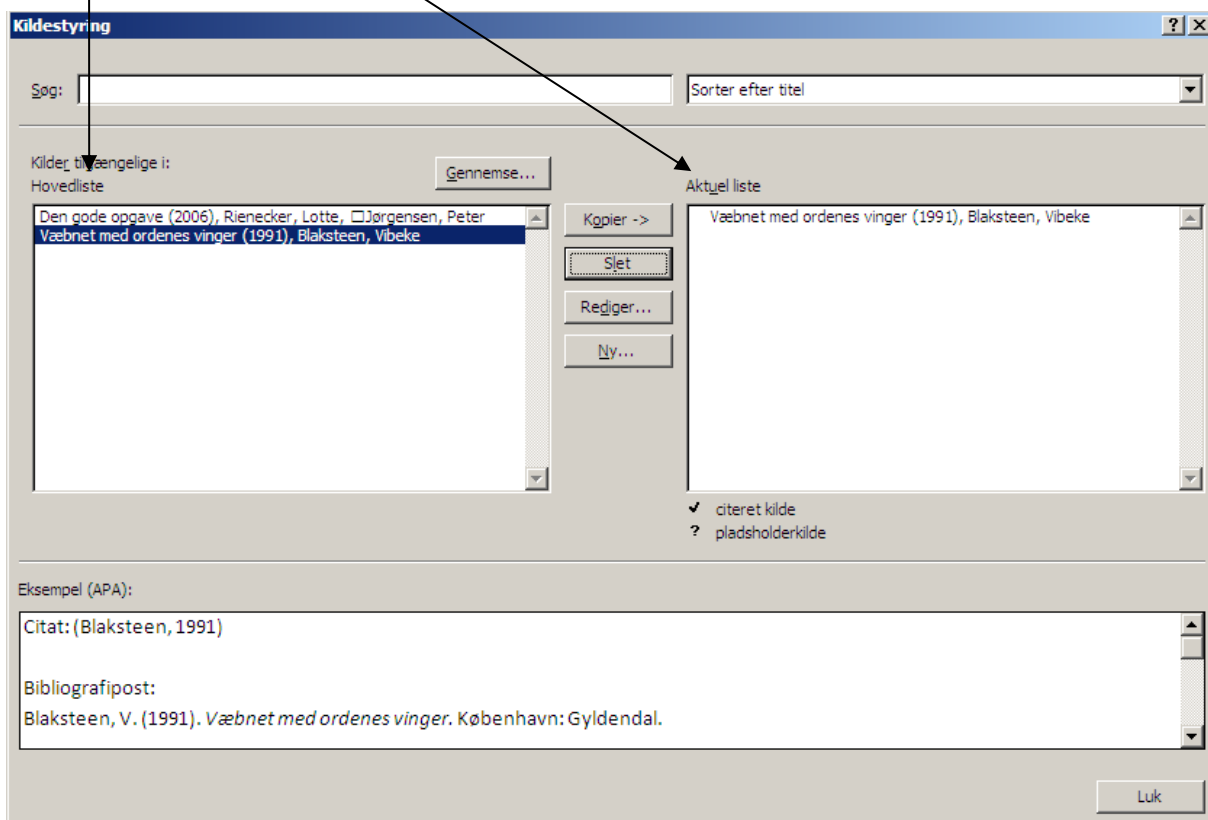 Kildestyring
Søg:
Sorter efter titel
Kilder tilgængelige i:
Hovedliste
Gennemse...
Aktuel liste
Den gode opgave (2006), Rienecker, Lotte, □Jørgensen, Peter
Væbnet med ordenes vinger (1991), Blaksteen, Vibeke
Kopier ->
Slet
Rediger...
Ny...
Væbnet med ordenes vinger (1991), Blaksteen, Vibeke
✓ citeret kilde
? pladsholderkilde
Eksempel (APA):
Citat: (Blaksteen, 1991)
Bibliografipost:
Blaksteen, V. (1991). Væbnet med ordenes vinger. København: Gyldendal.
Luk